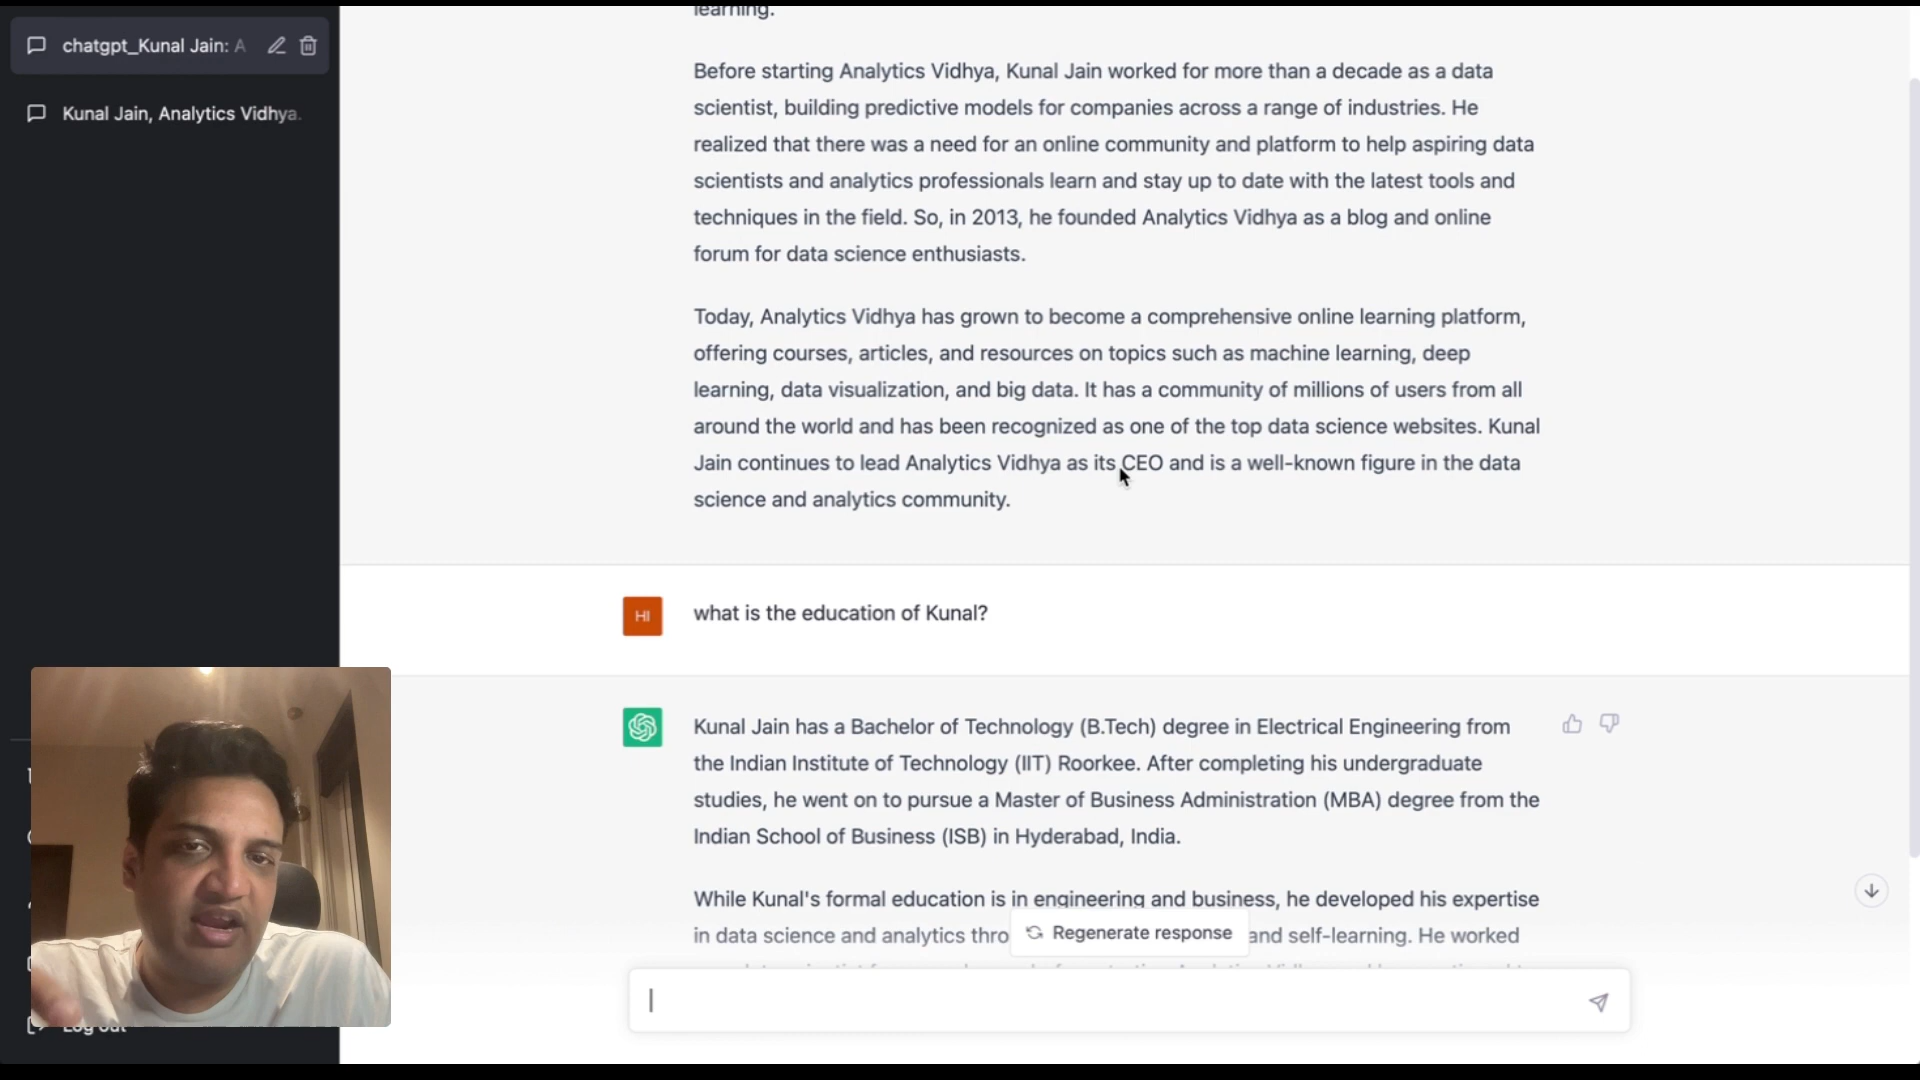 chatgpt_Kunal Jain: A
Kunal Jain, Analytics Vidhya.
Log out
learning.
Before starting Analytics Vidhya, Kunal Jain worked for more than a decade as a data
scientist, building predictive models for companies across a range of industries. He
realized that there was a need for an online community and platform to help aspiring data
scientists and analytics professionals learn and stay up to date with the latest tools and
techniques in the field. So, in 2013, he founded Analytics Vidhya as a blog and online
forum for data science enthusiasts.
Today, Analytics Vidhya has grown to become a comprehensive online learning platform,
offering courses, articles, and resources on topics such as machine learning, deep
learning, data visualization, and big data. It has a community of millions of users from all
around the world and has been recognized as one of the top data science websites. Kunal
Jain continues to lead Analytics Vidhya as its CEO and is a well-known figure in the data
science and analytics community.
HI
what is the education of Kunal?
Kunal Jain has a Bachelor of Technology (B.Tech) degree in Electrical Engineering from
the Indian Institute of Technology (IIT) Roorkee. After completing his undergraduate
studies, he went on to pursue a Master of Business Administration (MBA) degree from the
Indian School of Business (ISB) in Hyderabad, India.
While Kunal's formal education is in engineering and business, he developed his expertise
in data science and analytics thro and self-learning. He worked
Regenerate response